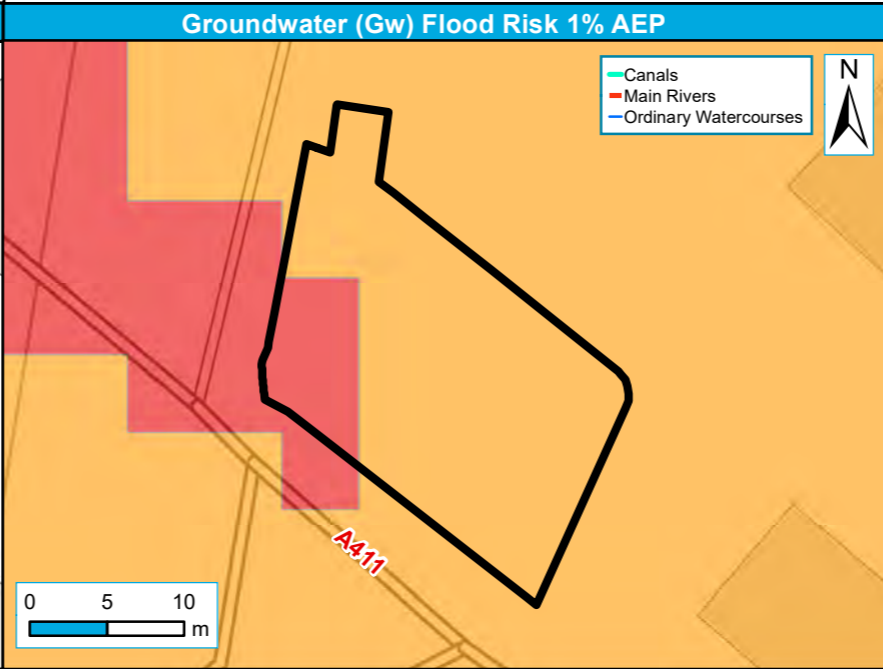 Groundwater (Gw) Flood Risk 1% AEP
Canals
Main Rivers
Ordinary Watercourses
N
A411
0 5 10
m